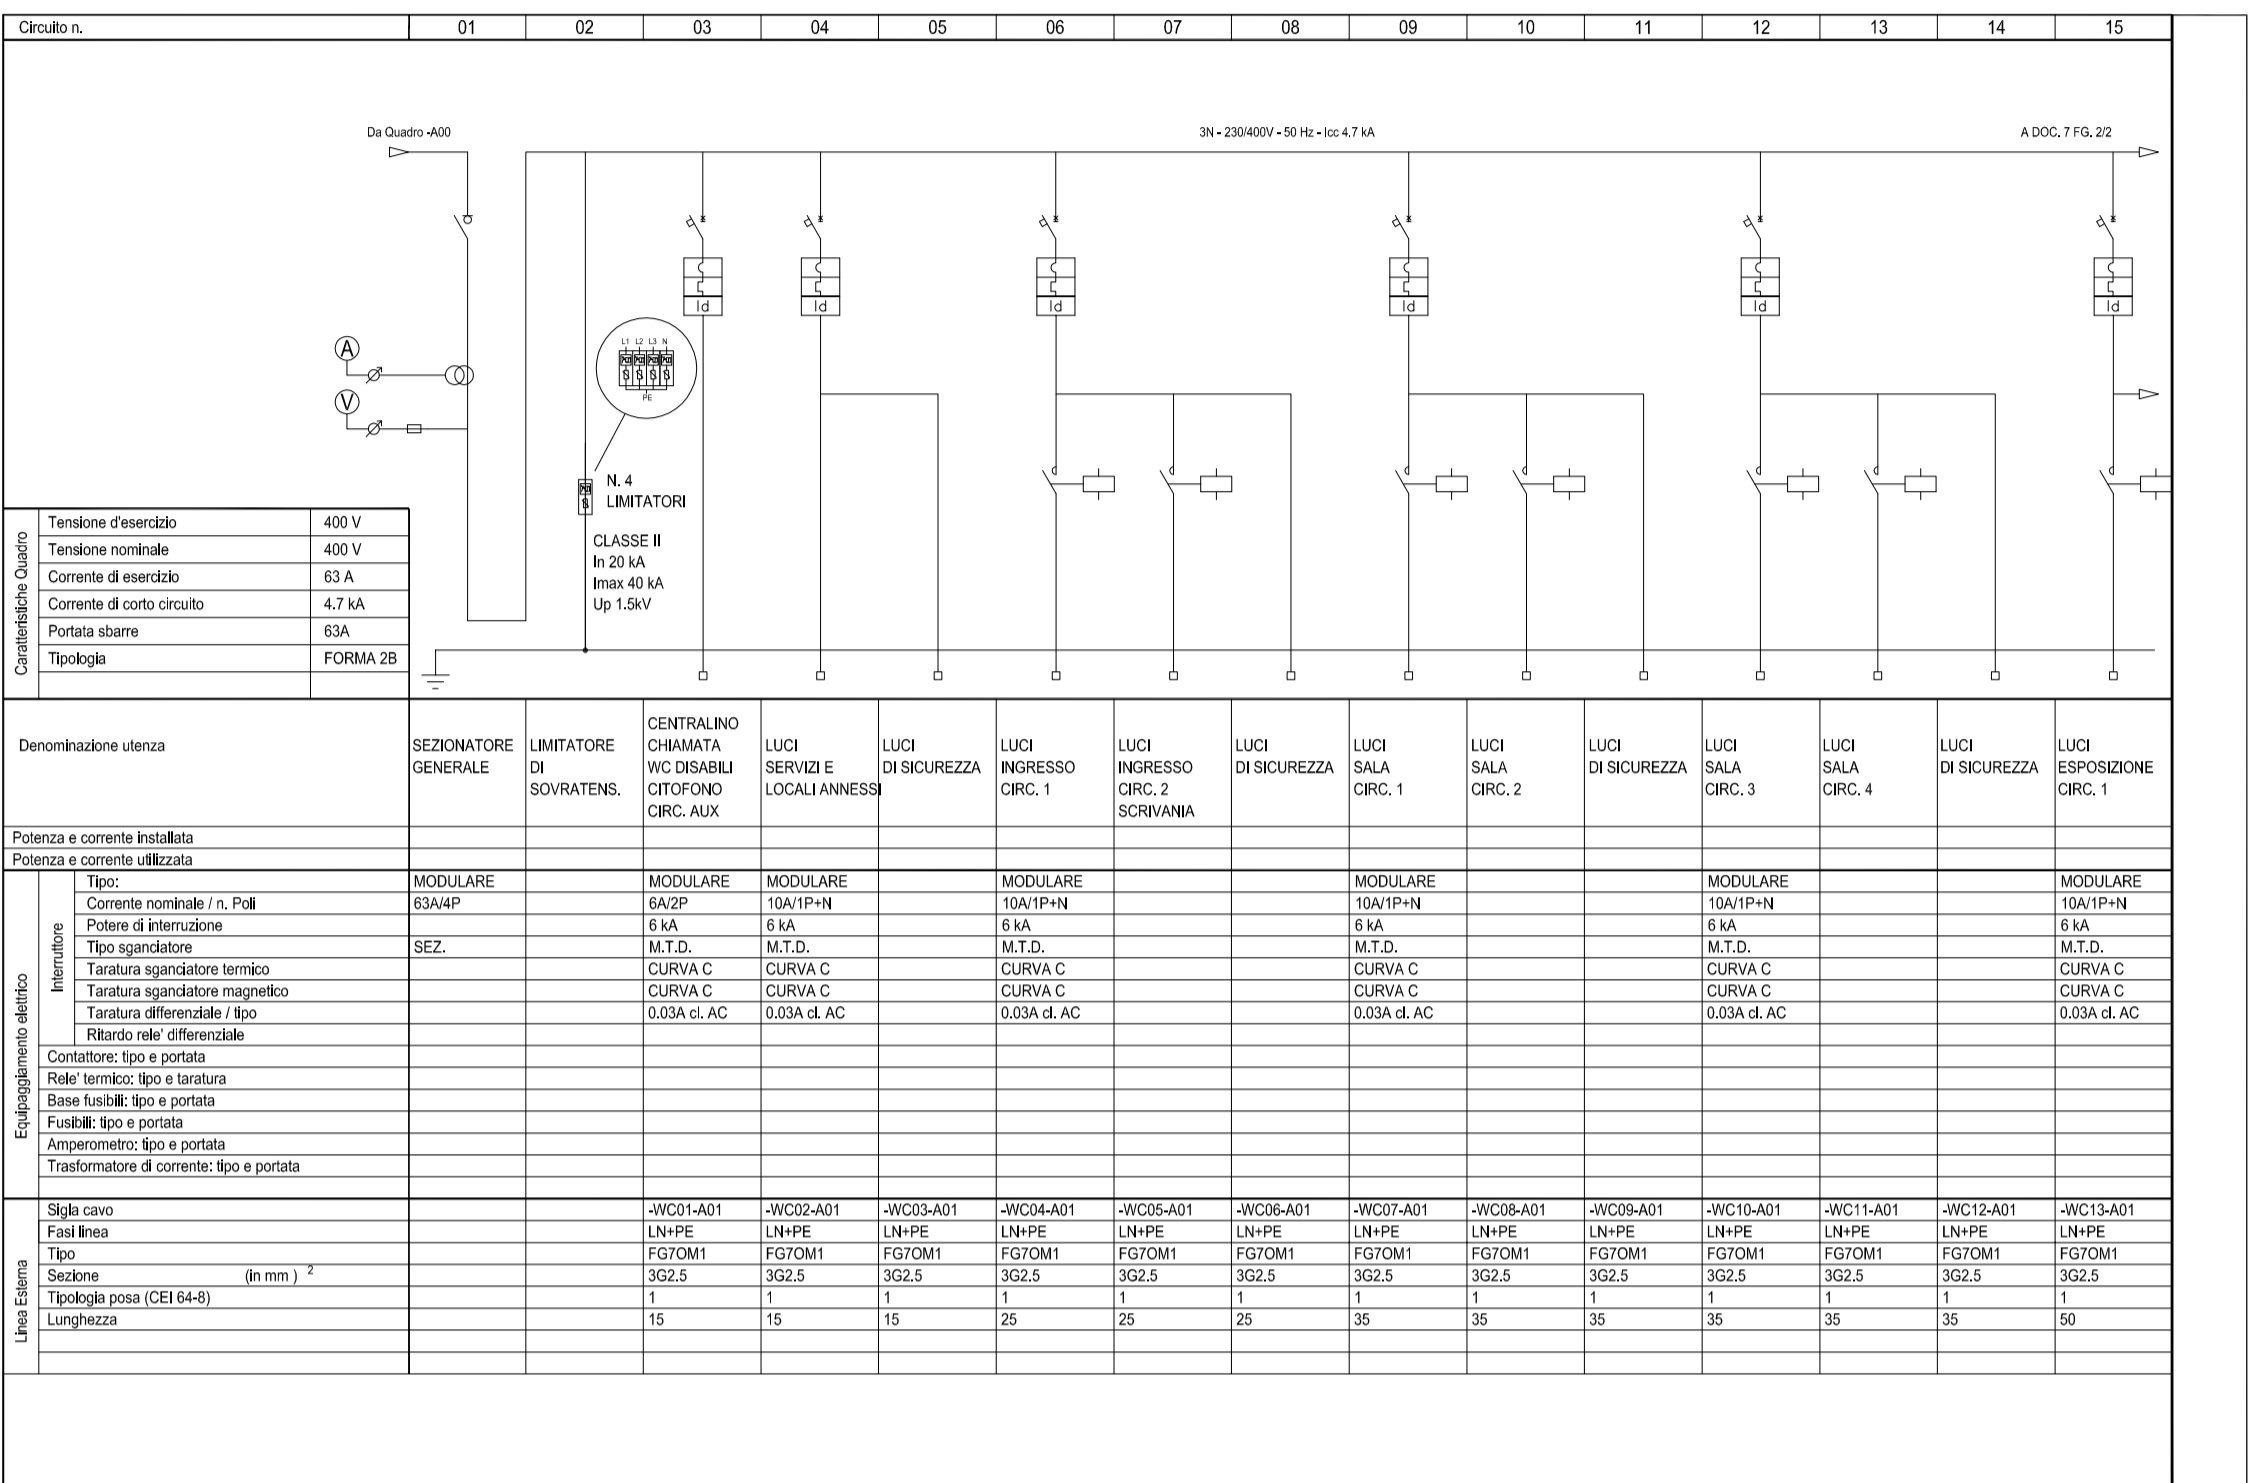 Circuito n. 01 02 03 04 05 06 07 08 09 10 11 12 13 14 15
Da Quadro -A00 3N - 230/400V - 50 Hz - Icc 4.7 kA A DOC. 7 FG. 2/2
Id Id Id Id Id Id
A
V
L1 L2 L3 N
PE
N. 4
LIMITATORI
CLASSE II
In 20 kA
Imax 40 kA
Up 1.5kV
Caratteristiche Quadro
Tensione d'esercizio 400 V
Tensione nominale 400 V
Corrente di esercizio 63 A
Corrente di corto circuito 4.7 kA
Portata sbarre 63A
Tipologia FORMA 2B
Denominazione utenza
SEZIONATORE
GENERALE
LIMITATORE
DI
SOVRATENS.
CENTRALINO
CHIAMATA
WC DISABILI
CITOFONO
CIRC. AUX
LUCI
SERVIZI E
LOCALI ANNESSI
LUCI
DI SICUREZZA
LUCI
INGRESSO
CIRC. 1
LUCI
INGRESSO
CIRC. 2
SCRIVANIA
LUCI
DI SICUREZZA
LUCI
SALA
CIRC. 1
LUCI
SALA
CIRC. 2
LUCI
DI SICUREZZA
LUCI
SALA
CIRC. 3
LUCI
SALA
CIRC. 4
LUCI
DI SICUREZZA
LUCI
ESPOSIZIONE
CIRC. 1
Potenza e corrente installata
Potenza e corrente utilizzata
Equipaggiamento elettrico
Interruttore
Tipo: MODULARE MODULARE MODULARE MODULARE MODULARE MODULARE MODULARE
Corrente nominale / n. Poli 63A/4P 6A/2P 10A/1P+N 10A/1P+N 10A/1P+N 10A/1P+N 10A/1P+N
Potere di interruzione 6 kA 6 kA 6 kA 6 kA 6 kA 6 kA
Tipo sganciatore SEZ. M.T.D. M.T.D. M.T.D. M.T.D. M.T.D. M.T.D.
Taratura sganciatore termico CURVA C CURVA C CURVA C CURVA C CURVA C CURVA C
Taratura sganciatore magnetico CURVA C CURVA C CURVA C CURVA C CURVA C CURVA C
Taratura differenziale / tipo 0.03A cl. AC 0.03A cl. AC 0.03A cl. AC 0.03A cl. AC 0.03A cl. AC 0.03A cl. AC
Ritardo rele' differenziale
Contattore: tipo e portata
Rele' termico: tipo e taratura
Base fusibili: tipo e portata
Fusibili: tipo e portata
Amperometro: tipo e portata
Trasformatore di corrente: tipo e portata
Linea Esterna
Sigla cavo -WC01-A01 -WC02-A01 -WC03-A01 -WC04-A01 -WC05-A01 -WC06-A01 -WC07-A01 -WC08-A01 -WC09-A01 -WC10-A01 -WC11-A01 -WC12-A01 -WC13-A01
Fasi linea LN+PE LN+PE LN+PE LN+PE LN+PE LN+PE LN+PE LN+PE LN+PE LN+PE LN+PE LN+PE LN+PE
Tipo FG7OM1 FG7OM1 FG7OM1 FG7OM1 FG7OM1 FG7OM1 FG7OM1 FG7OM1 FG7OM1 FG7OM1 FG7OM1 FG7OM1 FG7OM1
Sezione (in mm ) 2 3G2.5 3G2.5 3G2.5 3G2.5 3G2.5 3G2.5 3G2.5 3G2.5 3G2.5 3G2.5 3G2.5 3G2.5 3G2.5
Tipologia posa (CEI 64-8) 1 1 1 1 1 1 1 1 1 1 1 1 1
Lunghezza 15 15 15 25 25 25 35 35 35 35 35 35 50